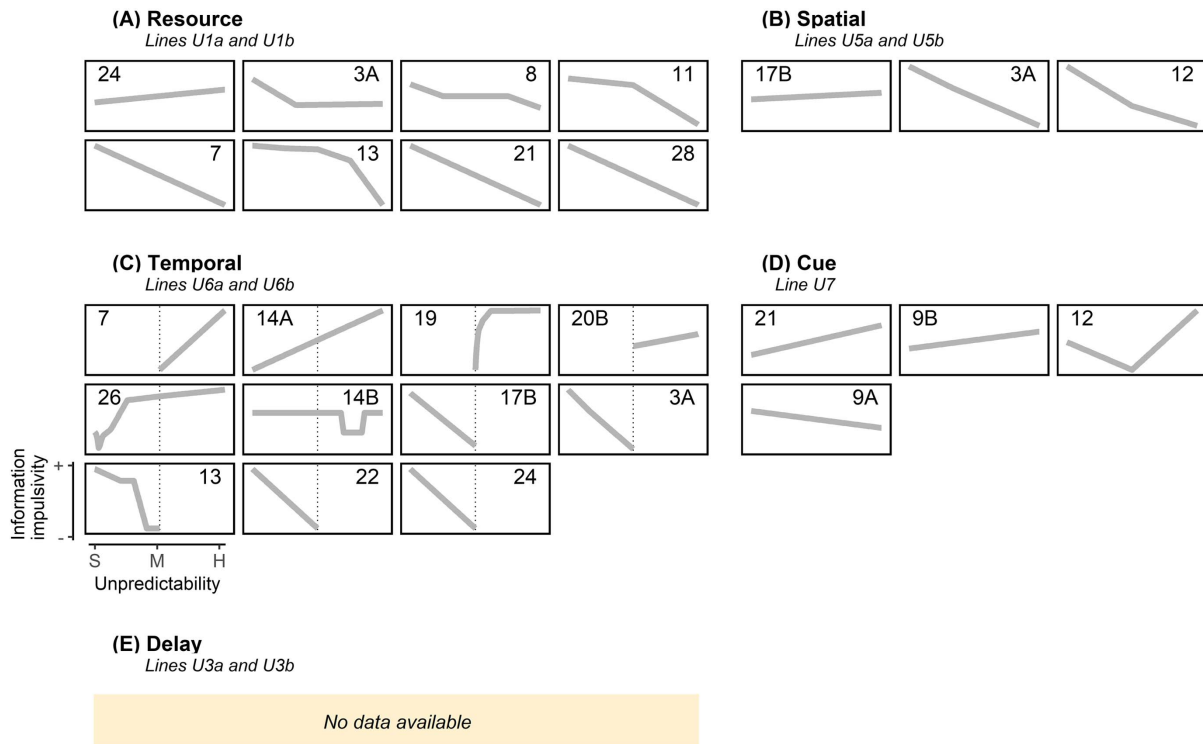 (A) Resource
Lines U1a and U1b
24
3A
8
11
7
13
21
28
(B) Spatial
Lines U5a and U5b
17B
3A
12
(C) Temporal
Lines U6a and U6b
7
14A
19
20B
26
14B
17B
3A
13
22
24
Information
impulsivity
+
-
S M H
Unpredictability
(D) Cue
Line U7
21
9B
12
9A
(E) Delay
Lines U3a and U3b
No data available